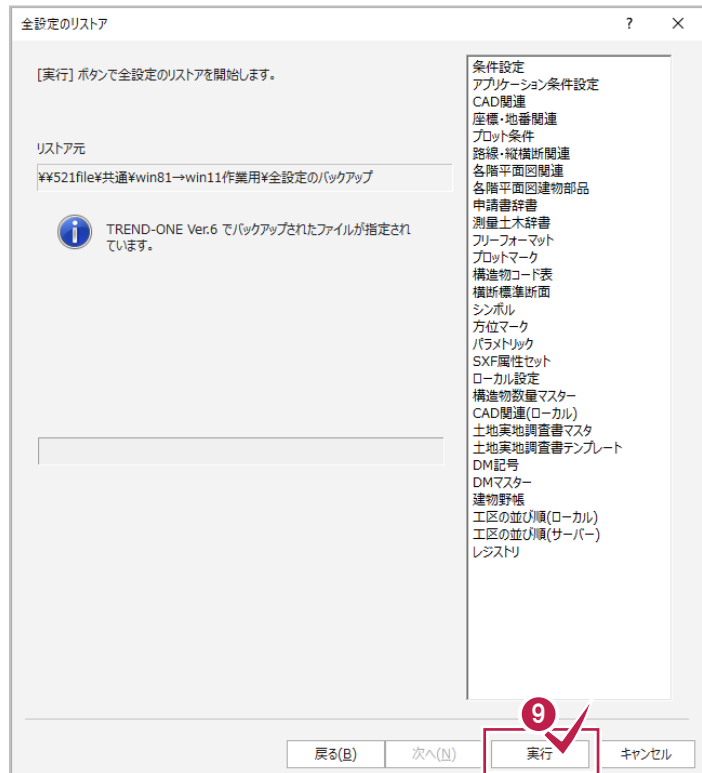 全設定のリストア
? ×
[実行] ボタンで全設定のリストアを開始します。
リストア元
¥¥521file¥共通¥win81→win11作業用¥全設定のバックアップ
TREND-ONE Ver.6 でバックアップされたファイルが指定され
ています。
条件設定
アプリケーション条件設定
CAD関連
座標・地番関連
プロット条件
路線・縦横断関連
各階平面図関連
各階平面図建物部品
申請書辞書
測量土木辞書
フリーフォーマット
プロットマーク
構造物コード表
横断標準断面
シンボル
方位マーク
パラメトリック
SXF属性セット
ローカル設定
構造物数量マスター
CAD関連(ローカル)
土地実地調査書マスタ
土地実地調査書テンプレート
DM記号
DMマスター
建物野帳
工区の並び順(ローカル)
工区の並び順(サーバー)
レジストリ
9
戻る(B) 次へ(N) 実行 キャンセル